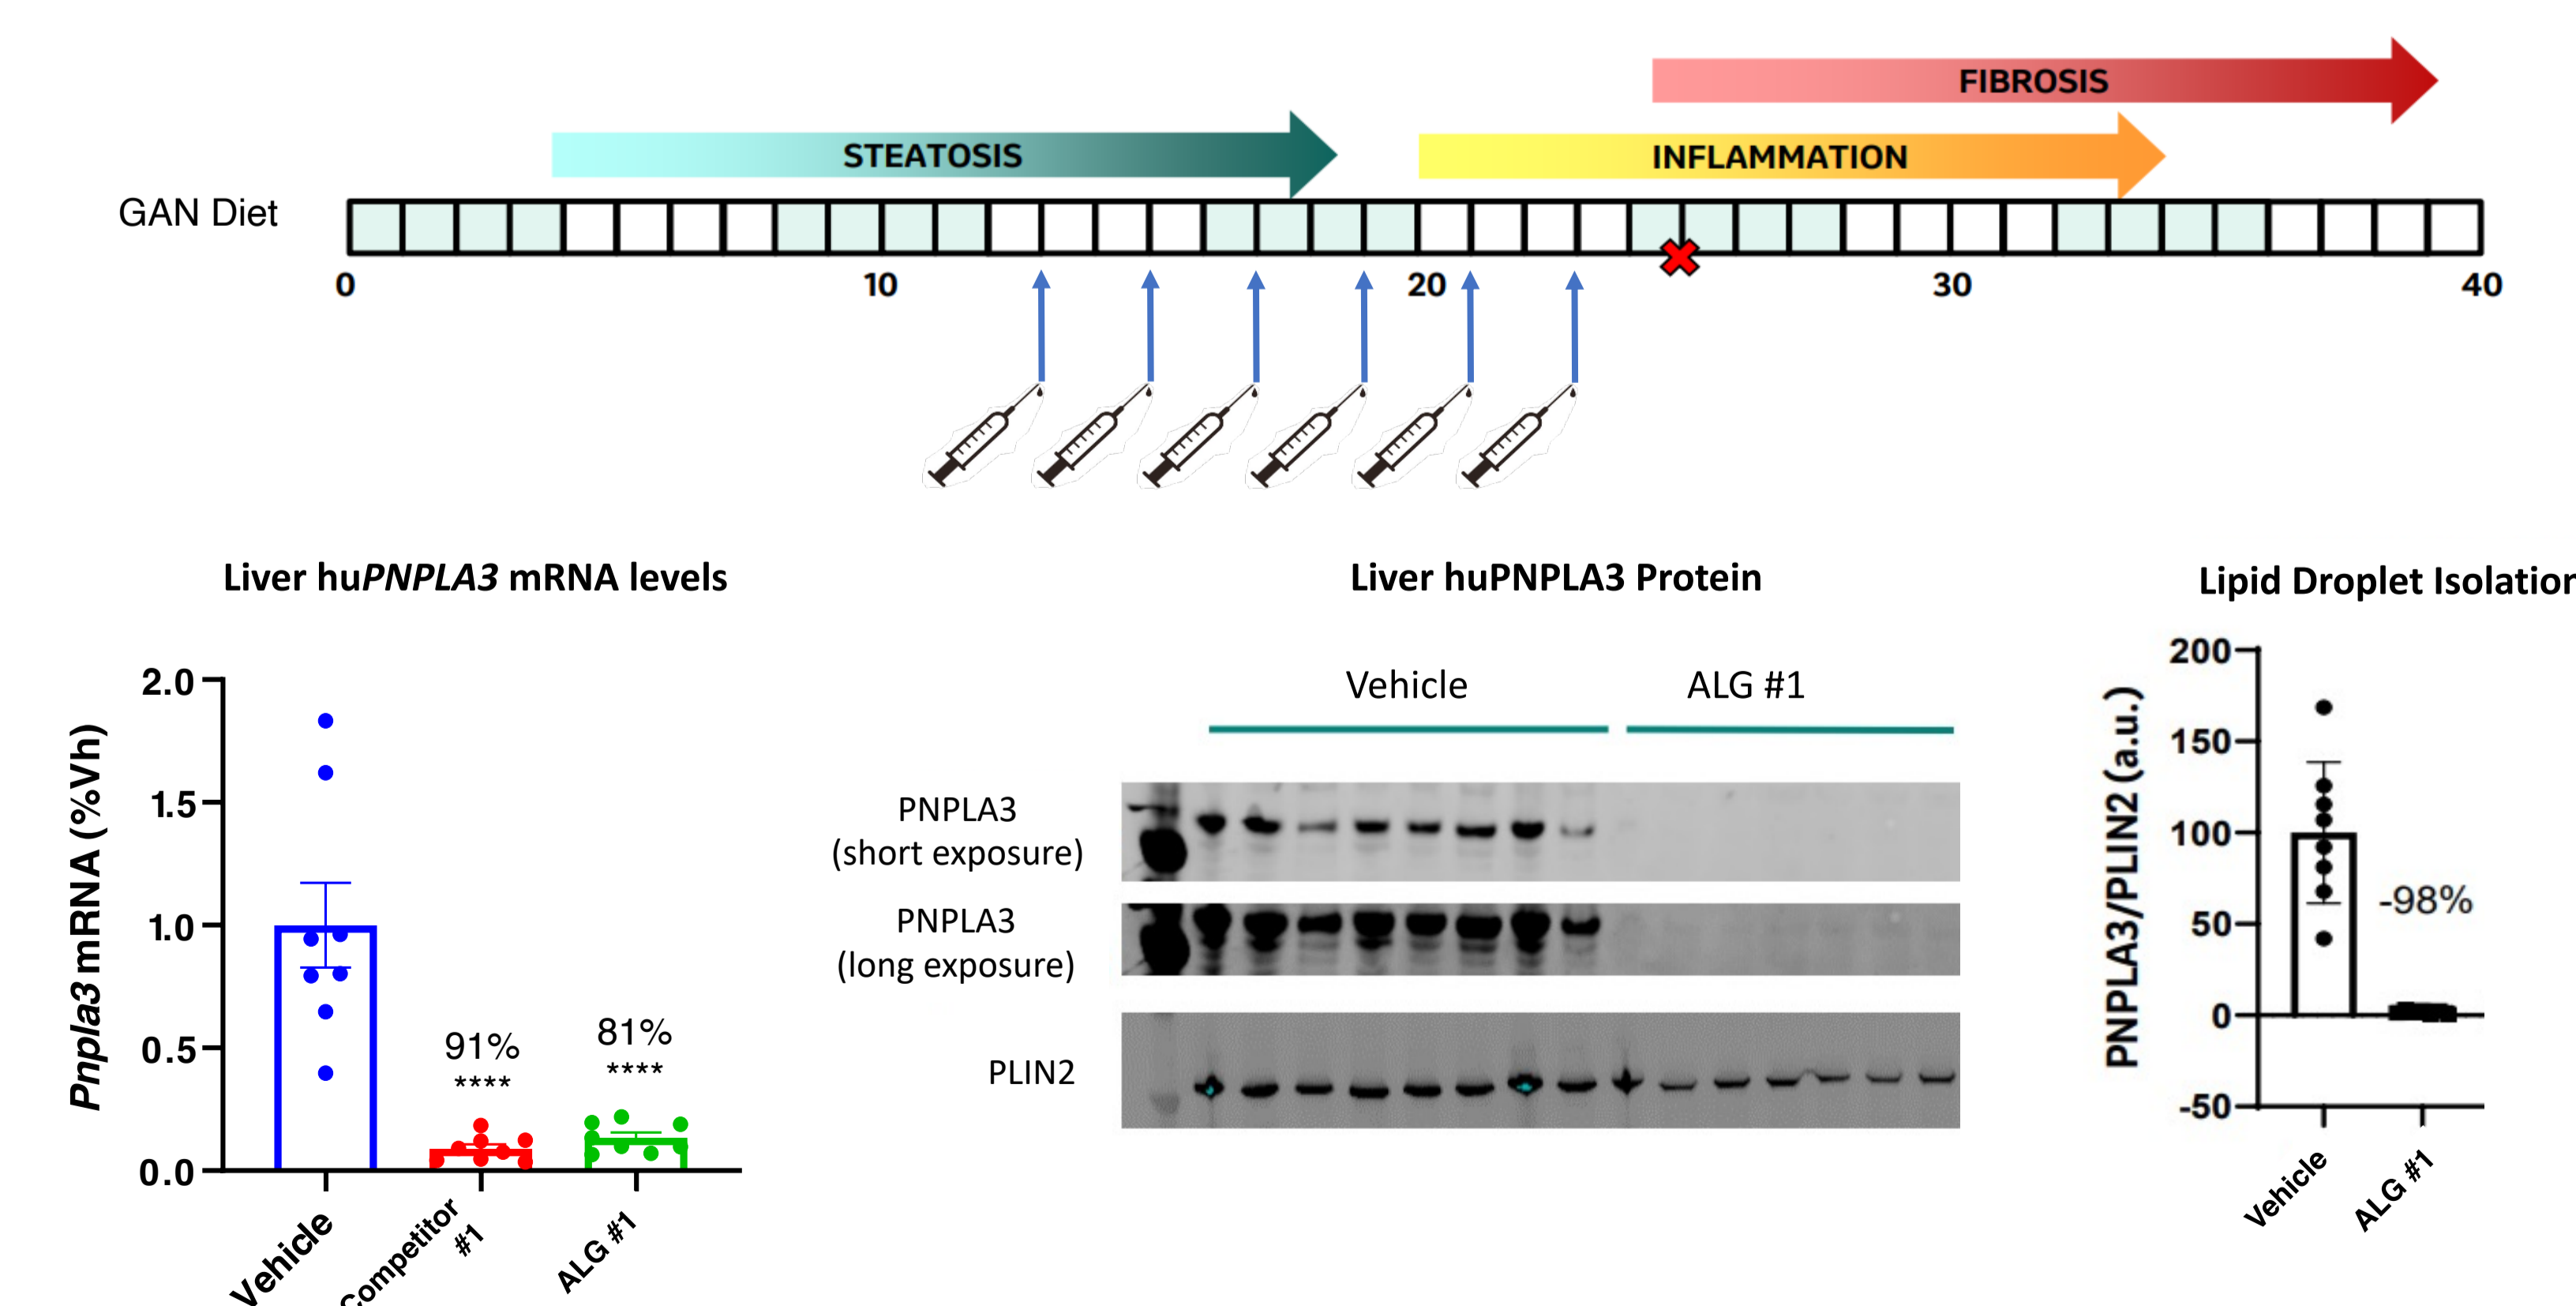 FIBROSIS
STEATOSIS
INFLAMMATION
GAN Diet
0
10
20
30
40
Liver huPNPLA3 mRNA levels
Pnpla3 mRNA (%Vh)
2.0
1.5
1.0
0.5
0.0
91%
****
81%
****
Vehicle
Competitor
#1
ALG #1
Liver huPNPLA3 Protein
Vehicle
ALG #1
PNPLA3
(short exposure)
PNPLA3
(long exposure)
PLIN2
Lipid Droplet Isolation
PNPLA3/PLIN2 (a.u.)
200
150
100
50
0
-50
-98%
Vehicle
ALG #1